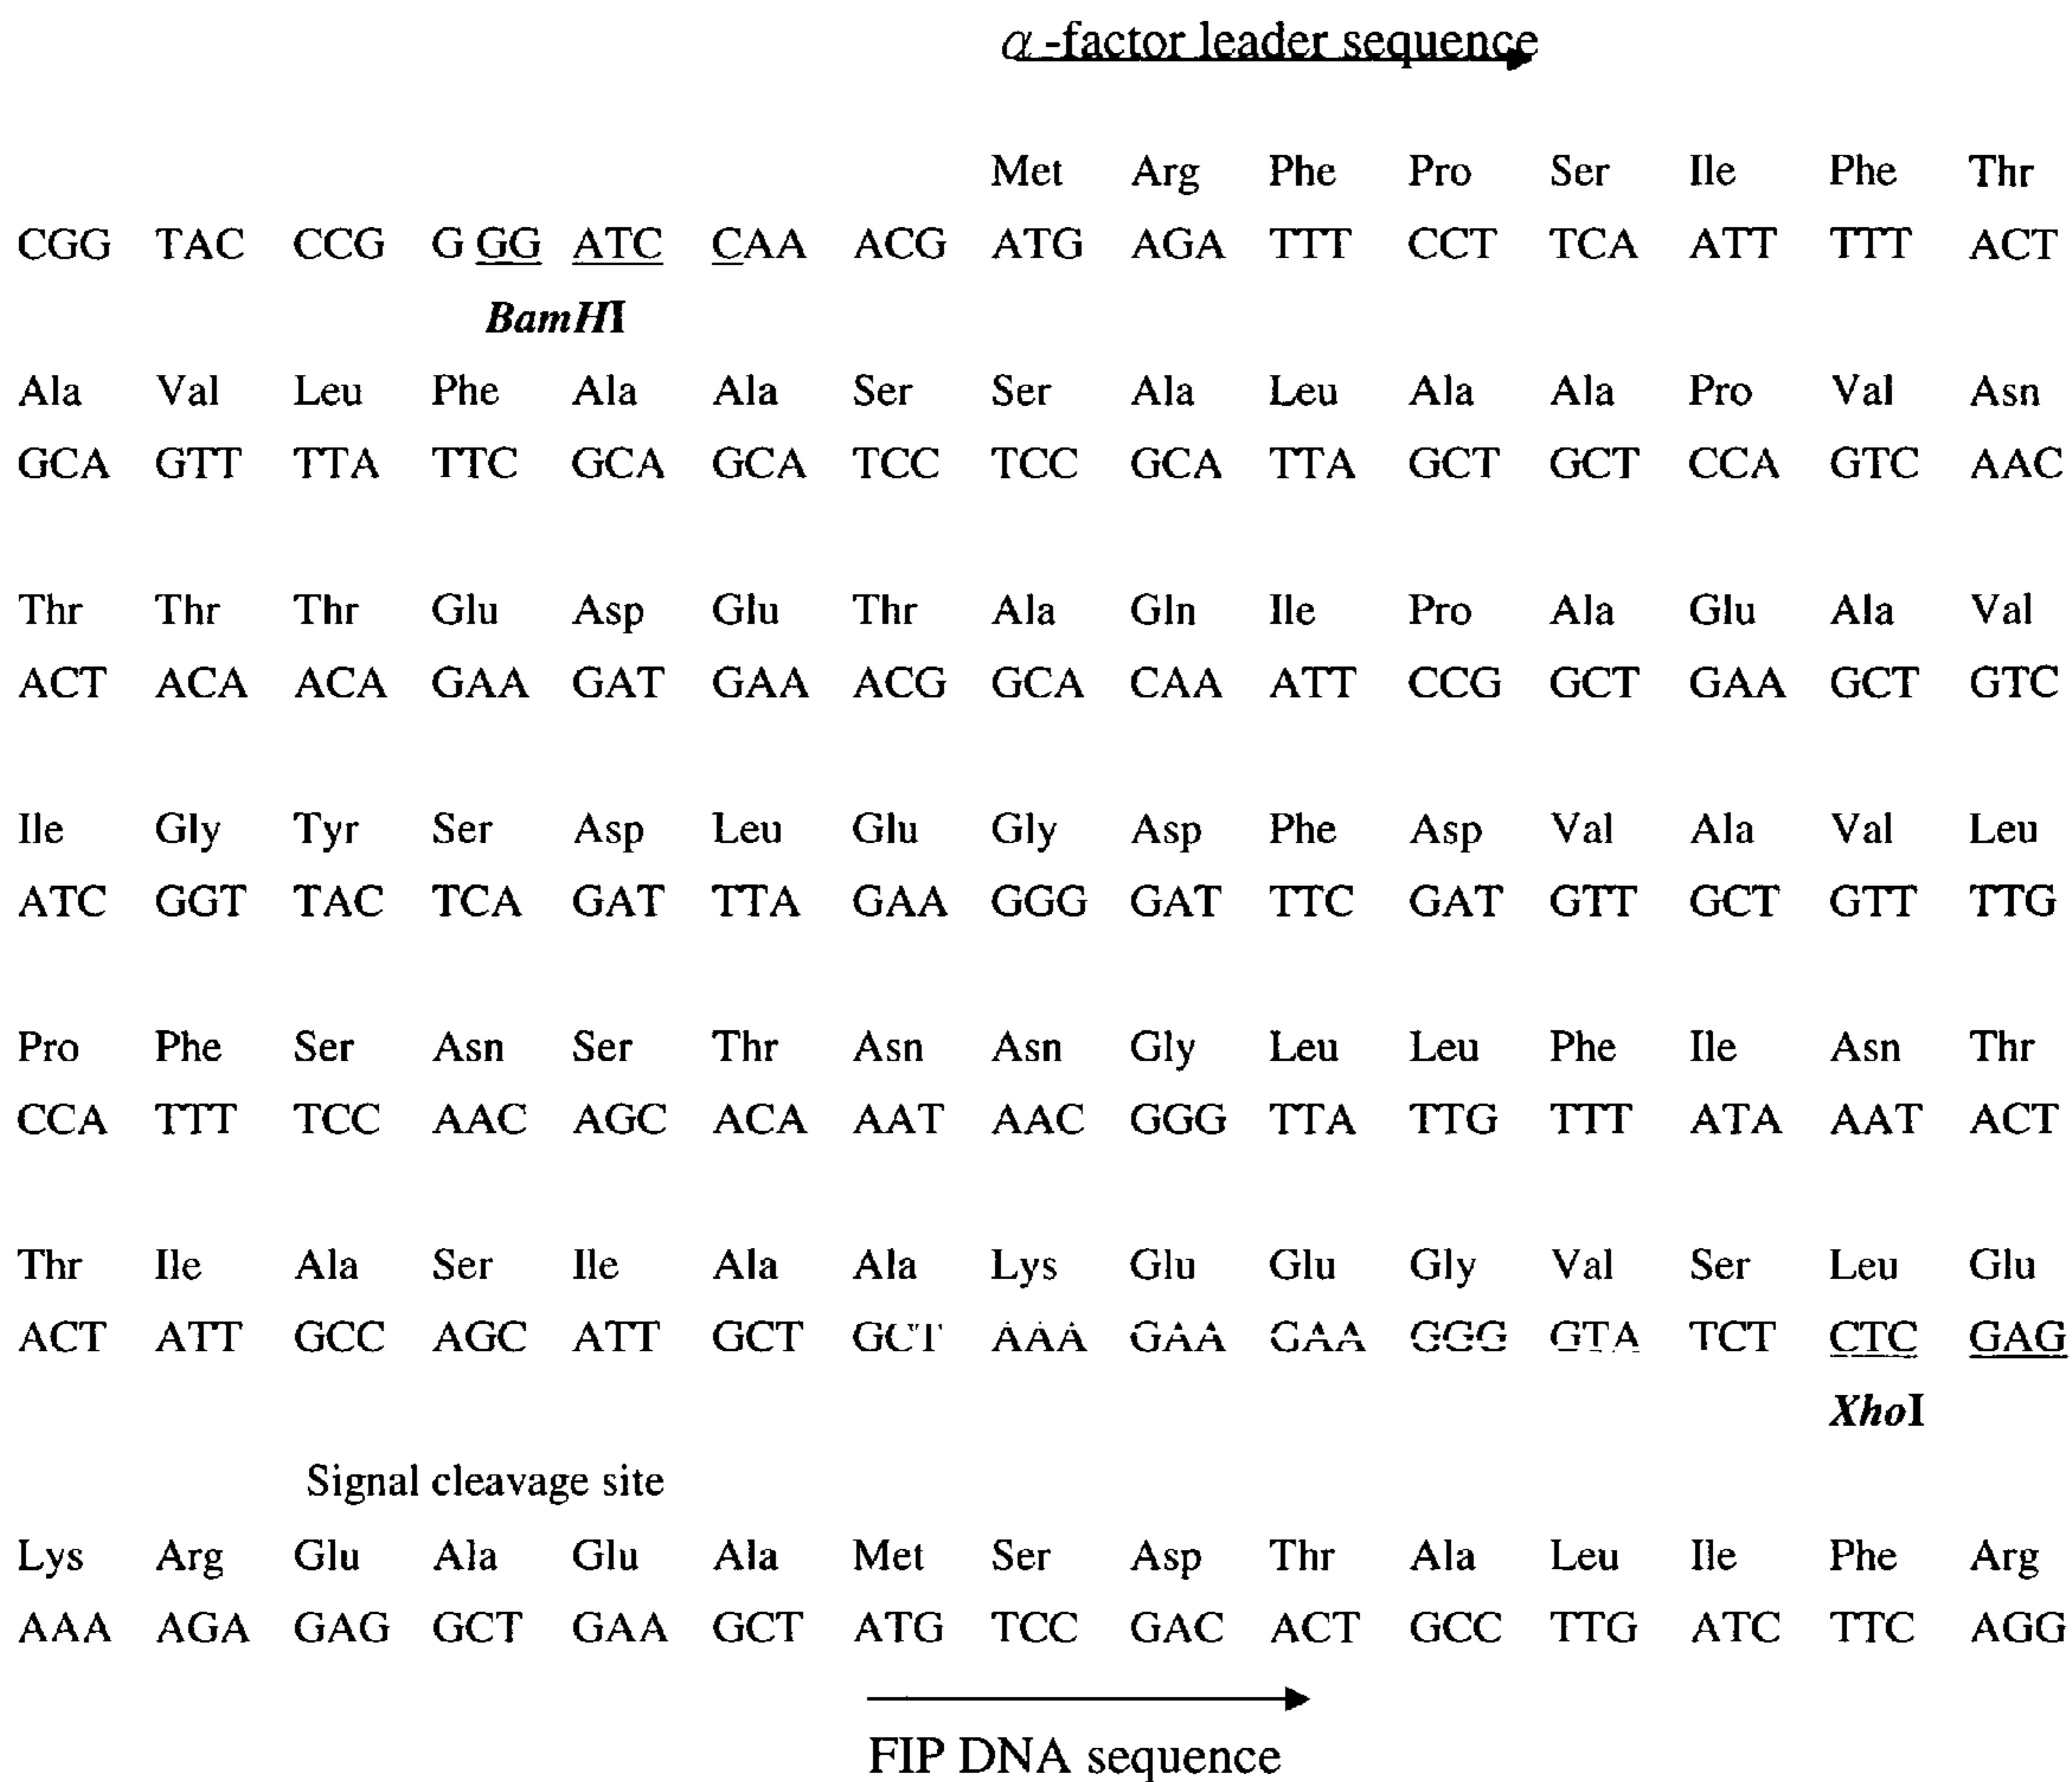 α-factor leader sequence
Met Arg Phe Pro Ser Ile Phe Thr
CGG TAC CCG G GG ATC CAA ACG ATG AGA TTT CCT TCA ATT TTT ACT
BamHI
Ala Val Leu Phe Ala Ala Ser Ser Ala Leu Ala Ala Pro Val Asn
GCA GTT TTA TTC GCA GCA TCC TCC GCA TTA GCT GCT CCA GTC AAC
Thr Thr Thr Glu Asp Glu Thr Ala Gln Ile Pro Ala Glu Ala Val
ACT ACA ACA GAA GAT GAA ACG GCA CAA ATT CCG GCT GAA GCT GTC
Ile Gly Tyr Ser Asp Leu Glu Gly Asp Phe Asp Val Ala Val Leu
ATC GGT TAC TCA GAT TTA GAA GGG GAT TTC GAT GTT GCT GTT TTG
Pro Phe Ser Asn Ser Thr Asn Asn Gly Leu Leu Phe Ile Asn Thr
CCA TTT TCC AAC AGC ACA AAT AAC GGG TTA TTG TTT ATA AAT ACT
Thr Ile Ala Ser Ile Ala Ala Lys Glu Glu Gly Val Ser Leu Glu
ACT ATT GCC AGC ATT GCT GCT AAA GAA GAA GGG GTA TCT CTC GAG
XhoI
Signal cleavage site
Lys Arg Glu Ala Glu Ala Met Ser Asp Thr Ala Leu Ile Phe Arg
AAA AGA GAG GCT GAA GCT ATG TCC GAC ACT GCC TTG ATC TTC AGG
FIP DNA sequence